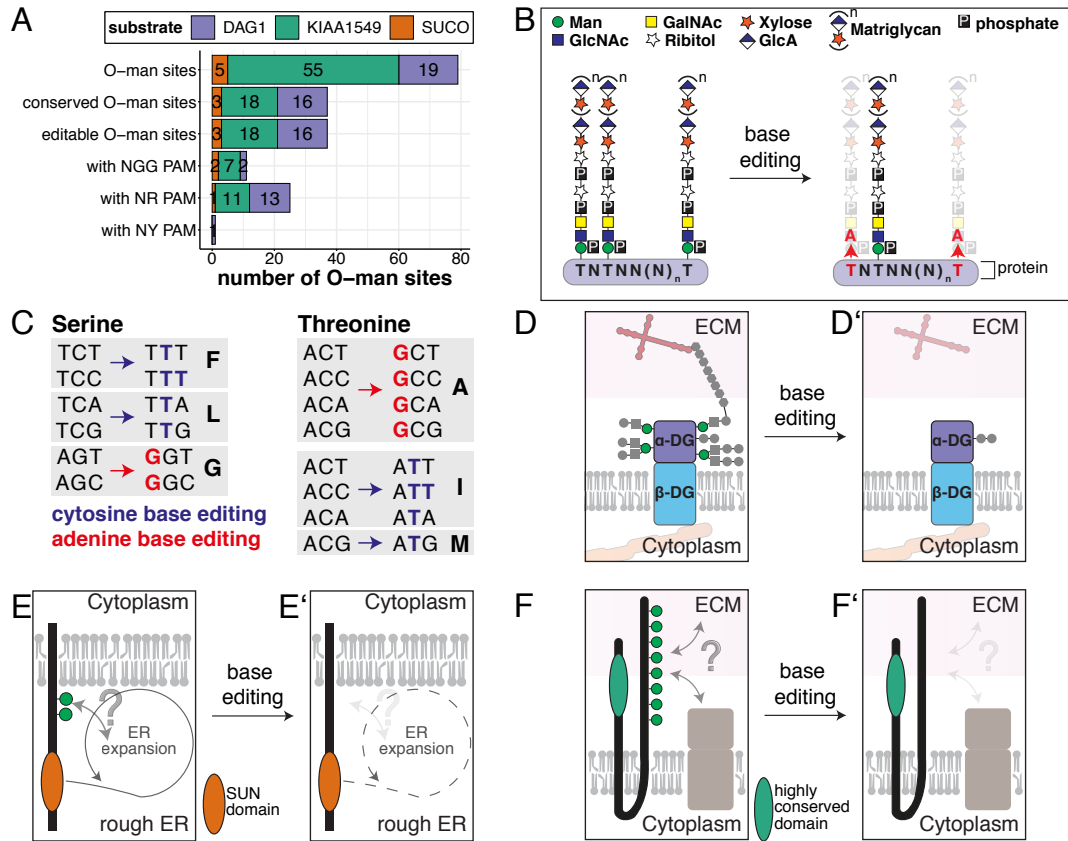 A
substrate DAG1 KIAA1549 SUCO
O−man sites 5 55 19
conserved O−man sites 3 18 16
editable O−man sites 3 18 16
with NGG PAM 2 7 2
with NR PAM 1 11 13
with NY PAM 1
0 20 40 60 80
number of O−man sites
B
Man GalNAc Xylose n Matriglycan P phosphate
GlcNAc Ribitol GlcA
n n n n n n
base
editing
P P P P P P
P P P P P P
A A
P P P P P P
TNTNN(N)nT TNTNN(N)nT protein
C
Serine
TCT TTT F
TCC TTT
TCA TTA L
TCG TTG
AGT GGT G
AGC GGC
cytosine base editing
adenine base editing
Threonine
ACT GCT
ACC GCC A
ACA GCA
ACG GCG
ACT ATT
ACC ATT I
ACA ATA
ACG ATG M
D
ECM
α-DG
β-DG
Cytoplasm
base
editing
D'
ECM
α-DG
β-DG
Cytoplasm
E
Cytoplasm
?
ER
expansion
rough ER
base
editing
SUN
domain
E'
Cytoplasm
?
ER
expansion
rough ER
F
ECM
?
Cytoplasm
base
editing
highly
conserved
domain
F'
ECM
?
Cytoplasm